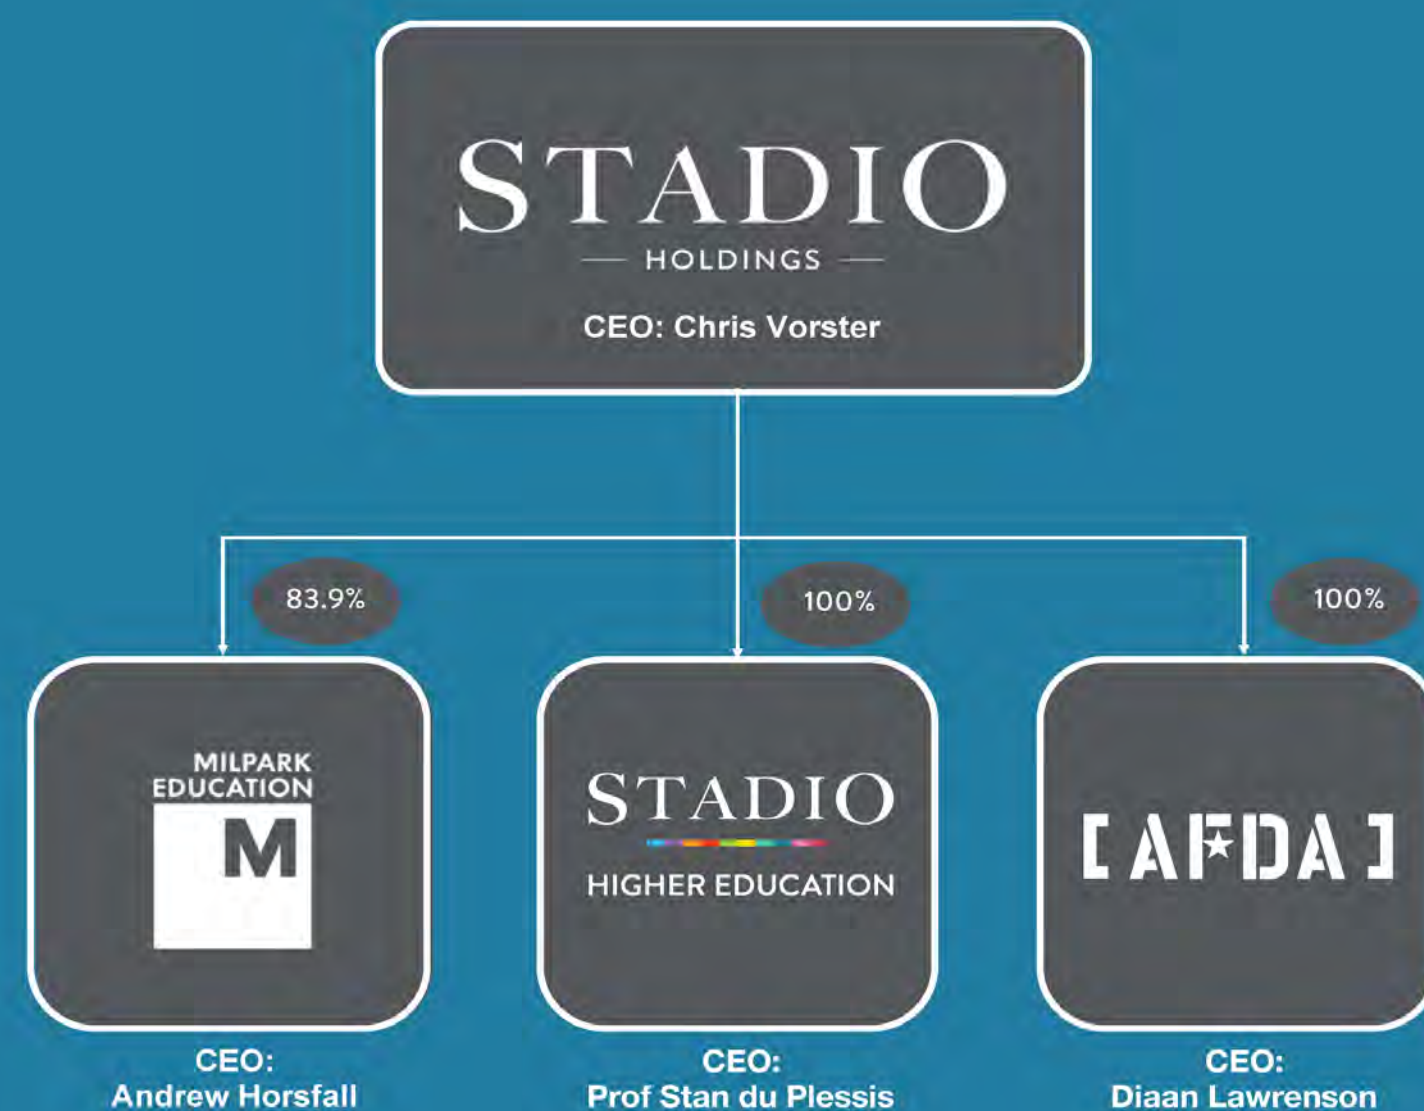 STADIO
HOLDINGS
CEO: Chris Vorster
83.9%
100%
100%
MILPARK
EDUCATION
M
STADIO
HIGHER EDUCATION
[AFDA]
CEO:
Andrew Horsfall
CEO:
Prof Stan du Plessis
CEO:
Diaan Lawrenson